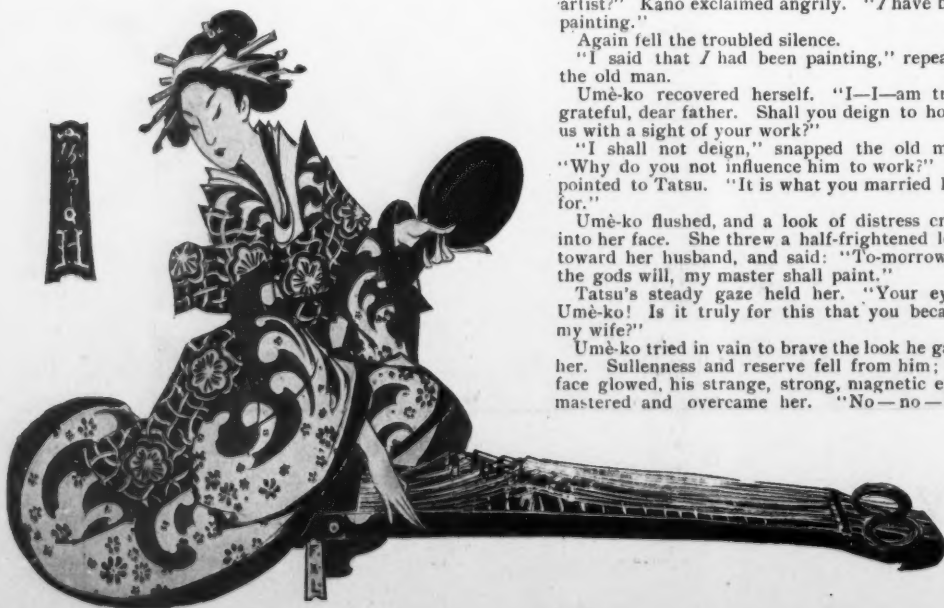 artist?" Kano exclaimed angrily. "I have b
painting."
Again fell the troubled silence.
"I said that I had been painting," repea
the old man.
Umè-ko recovered herself. "I—I—am tr
grateful, dear father. Shall you deign to ho
us with a sight of your work?"
"I shall not deign," snapped the old m
"Why do you not influence him to work?"
pointed to Tatsu. "It is what you married h
for."
Umè-ko flushed, and a look of distress cr
into her face. She threw a half-frightened l
toward her husband, and said: "To-morrow
the gods will, my master shall paint."
Tatsu's steady gaze held her. "Your ey
Umè-ko! Is it truly for this that you beca
my wife?"
Umè-ko tried in vain to brave the look he ga
her. Sullenness and reserve fell from him;
face glowed, his strange, strong, magnetic e
mastered and overcame her. "No—no—